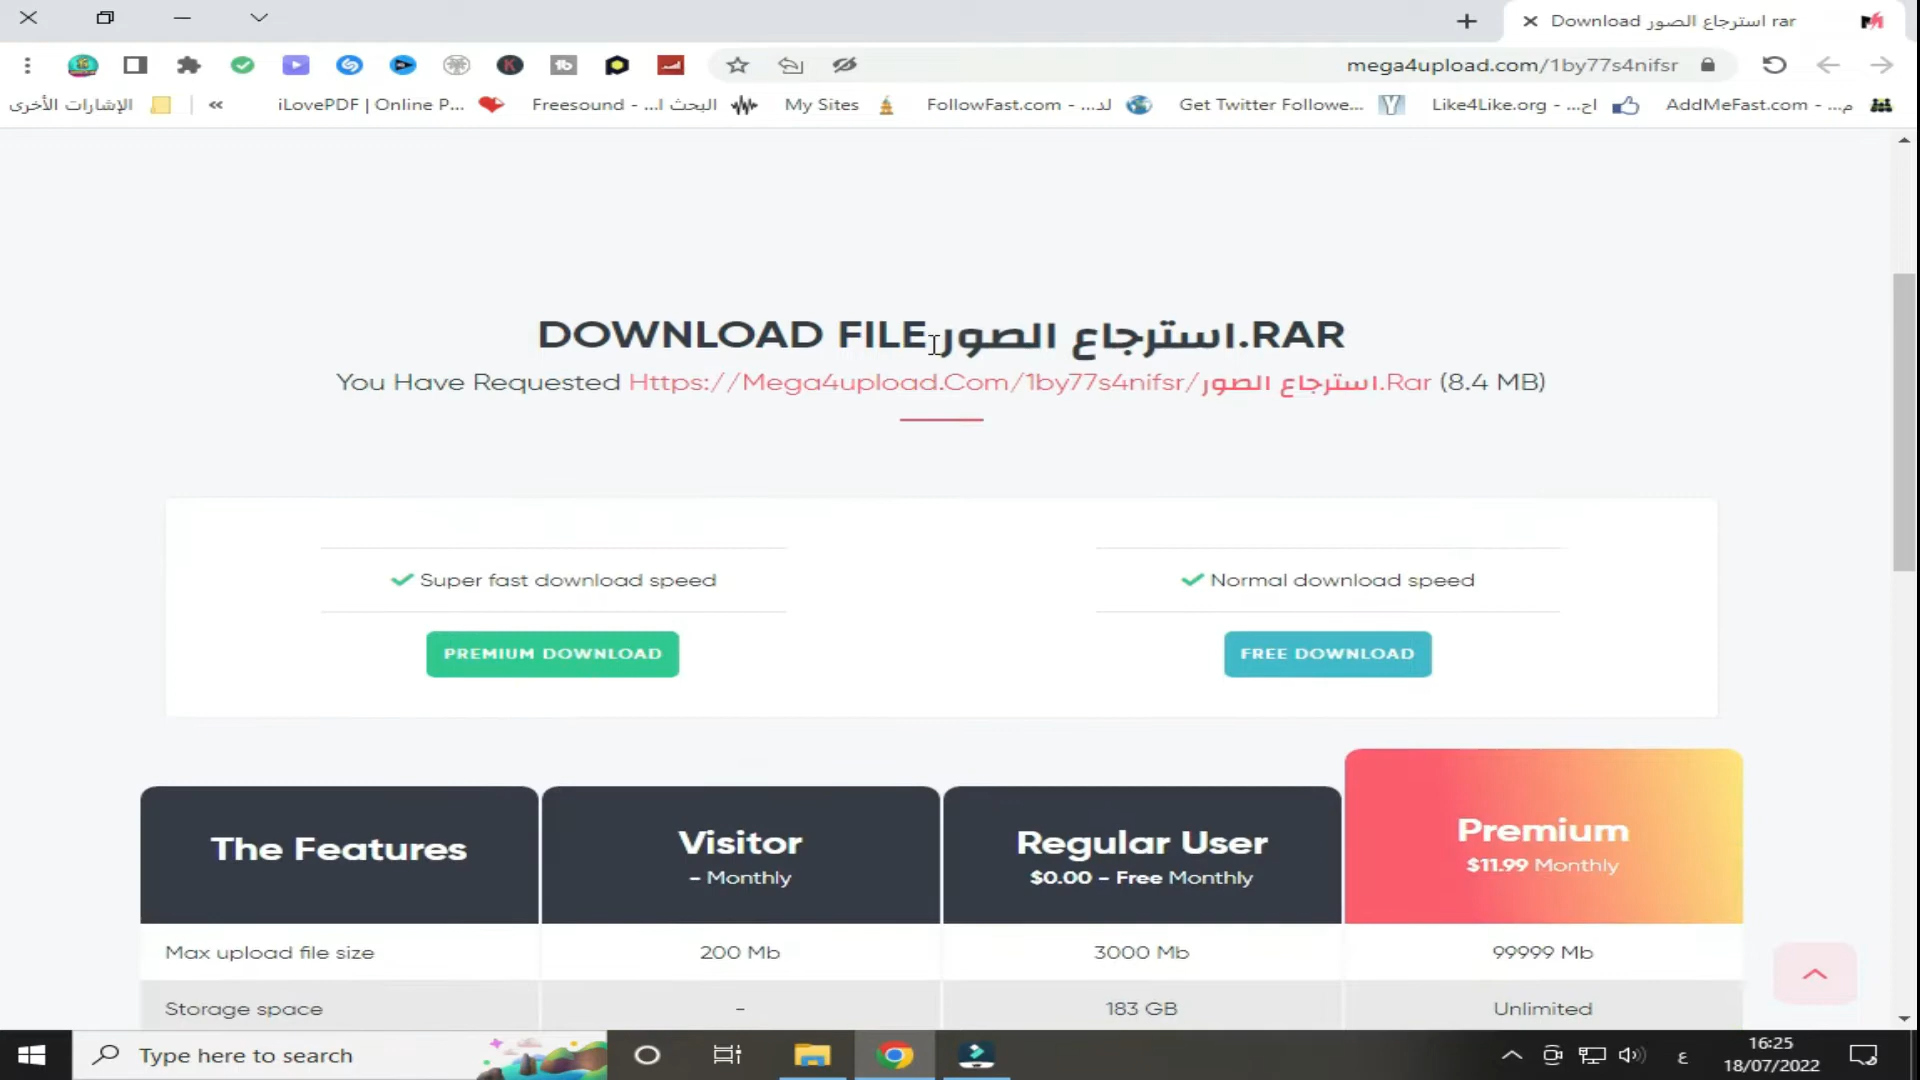 Download استرجاع الصور rar
mega4upload.com/1by77s4nifsr
الإشارات الأخرى
«
iLovePDF | Online P...
Freesound - ...البحث ا
My Sites
FollowFast.com - ...لد
Get Twitter Followe...
Like4Like.org - ...اح
AddMeFast.com - ...م
DOWNLOAD FILE استرجاع الصور.RAR
You Have Requested Https://Mega4upload.Com/1by77s4nifsr/استرجاع الصور.Rar (8.4 MB)
Super fast download speed
Normal download speed
PREMIUM DOWNLOAD
FREE DOWNLOAD
The Features
Visitor
- Monthly
Regular User
$0.00 - Free Monthly
Premium
$11.99 Monthly
Max upload file size
200 Mb
3000 Mb
99999 Mb
Storage space
-
183 GB
Unlimited
Type here to search
ع
16:25
18/07/2022